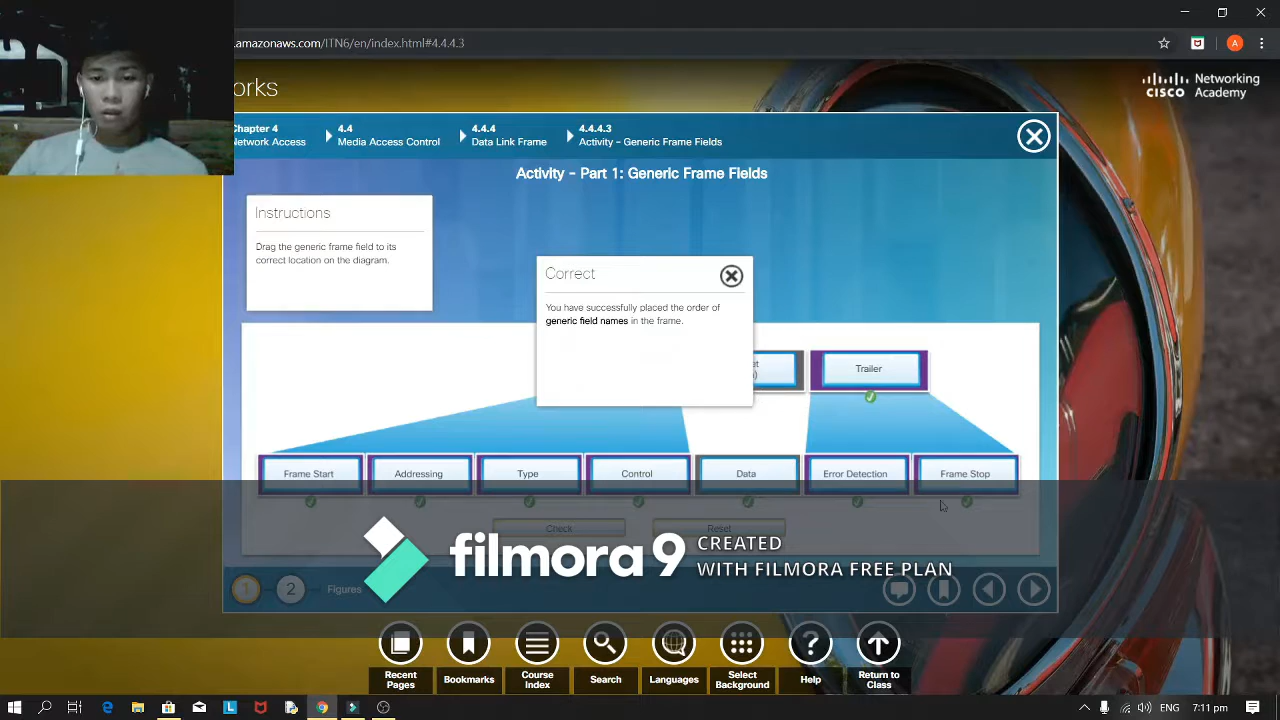 .amazonaws.com/ITN6/en/index.html#4.4.4.3
A
orks
CISCO
Networking
Academy
Chapter 4
4.4
4.4.4
4.4.4.3
Network Access
Media Access Control
Data Link Frame
Activity - Generic Frame Fields
Activity - Part 1: Generic Frame Fields
Instructions
Drag the generic frame field to its
correct location on the diagram.
Correct
You have successfully placed the order of
generic field names in the frame.
Trailer
Frame Start
Addressing
Type
Control
Data
Error Detection
Frame Stop
Check
Reset
filmora9
CREATED
WITH FILMORA FREE PLAN
1
2
Figures
Recent
Pages
Bookmarks
Course
Index
Search
Languages
Select
Background
?
Help
Return to
Class
L
ENG
7:11 pm